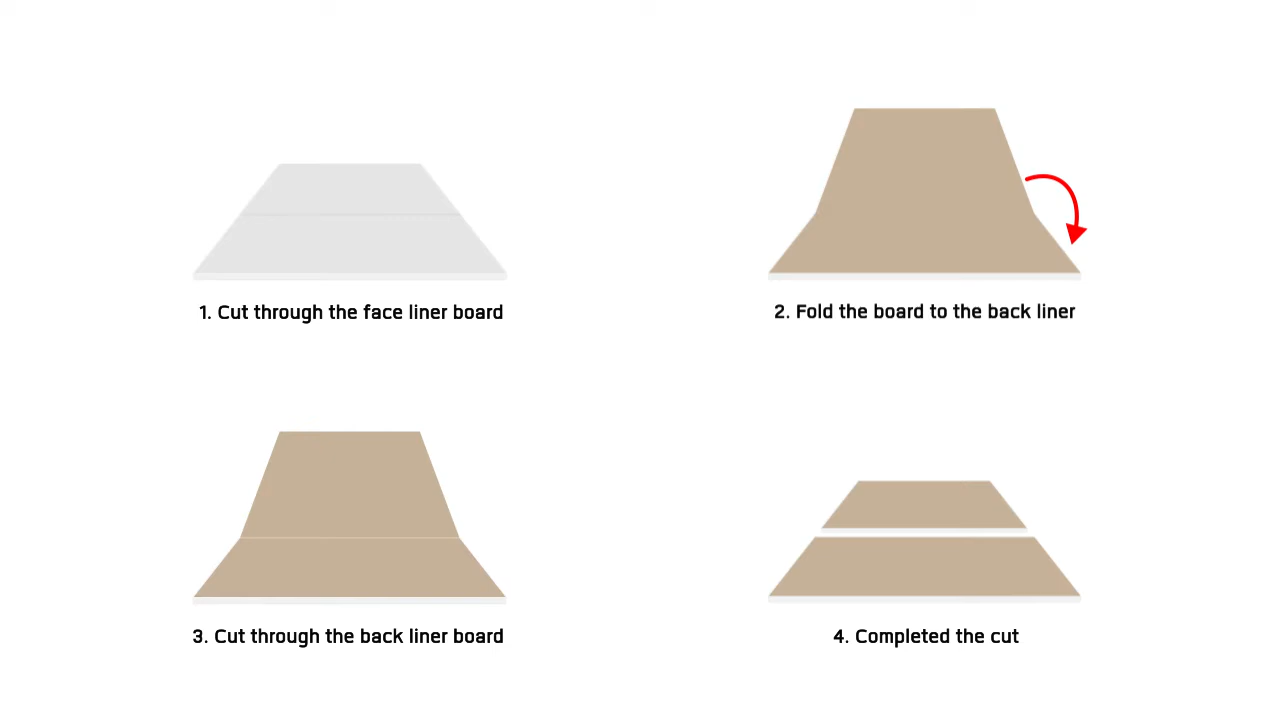 1. Cut through the face liner board
2. Fold the board to the back liner
3. Cut through the back liner board
4. Completed the cut